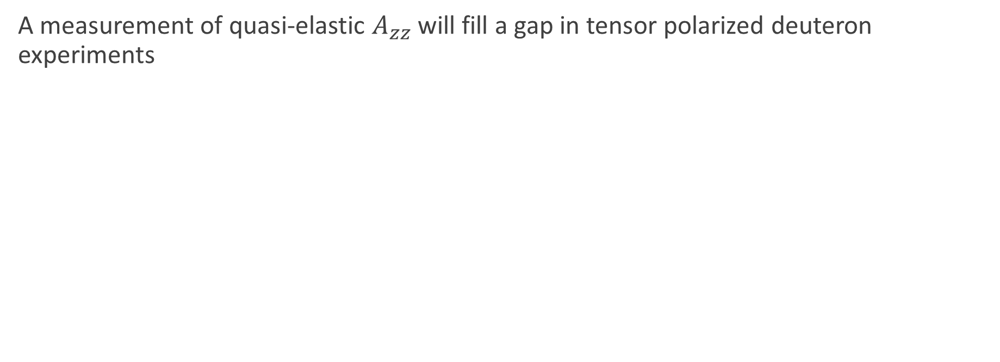 A measurement of quasi-elastic A_zz will fill a gap in tensor polarized deuteron
experiments